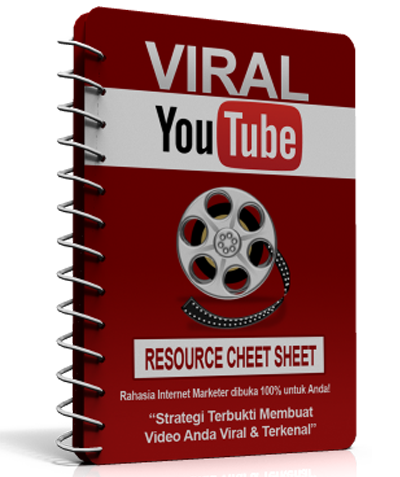 VIRAL
YouTube
RESOURCE CHEET SHEET
Rahasia Internet Marketer dibuka 100% untuk Anda!
“Strategi Terbukti Membuat
Video Anda Viral & Terkenal”